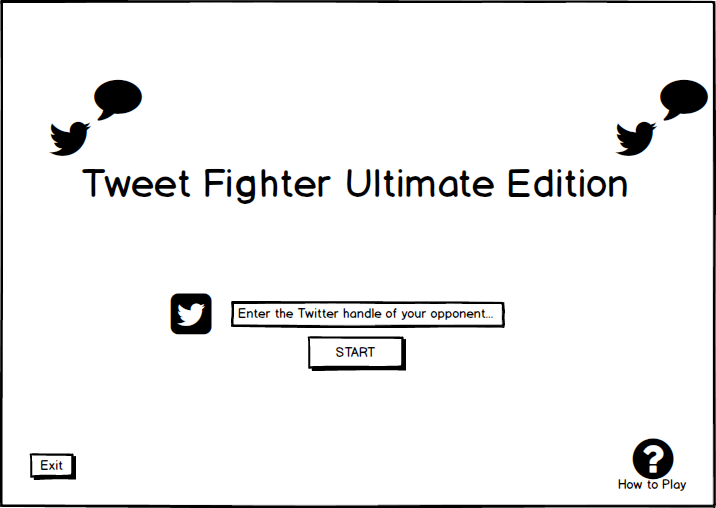 Tweet Fighter Ultimate Edition
Enter the Twitter handle of your opponent...
START
Exit
?
How to Play